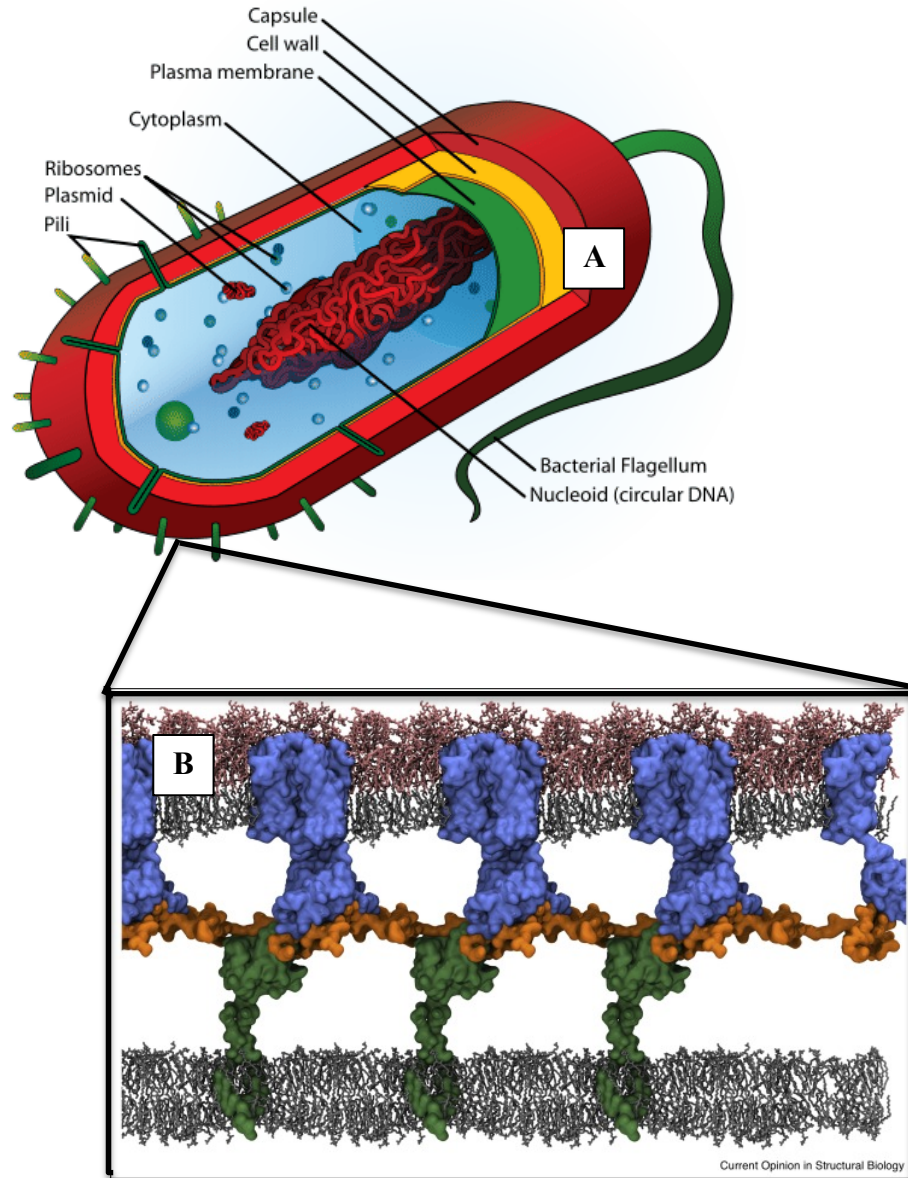 Capsule
Cell wall
Plasma membrane
Cytoplasm
Ribosomes
Plasmid
Pili
A
Bacterial Flagellum
Nucleoid (circular DNA)
B
Current Opinion in Structural Biology